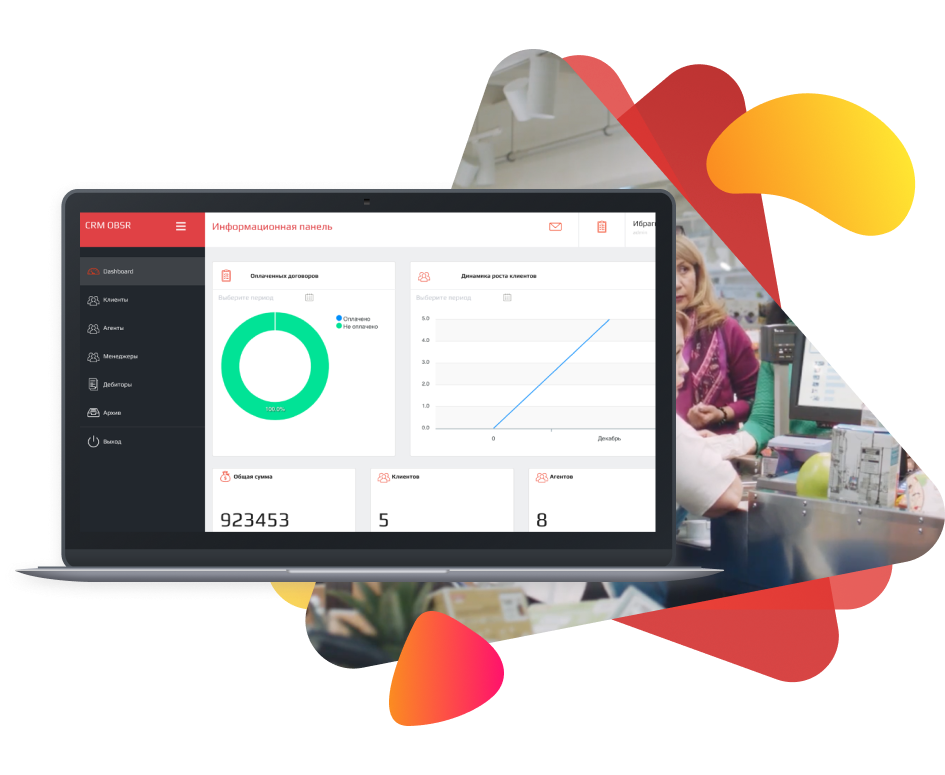 CRM OBSR
Информационная панель
Ибраг
админ
Dashboard
Клиенты
Агенты
Менеджеры
Дебиторы
Архив
Выход
Оплаченных договоров
Выберите период
Оплачено
Не оплачено
100.0%
Динамика роста клиентов
Выберите период
5.0
4.0
3.0
2.0
1.0
0.0
0
Декабрь
Общая сумма
923453
Клиентов
5
Агентов
8